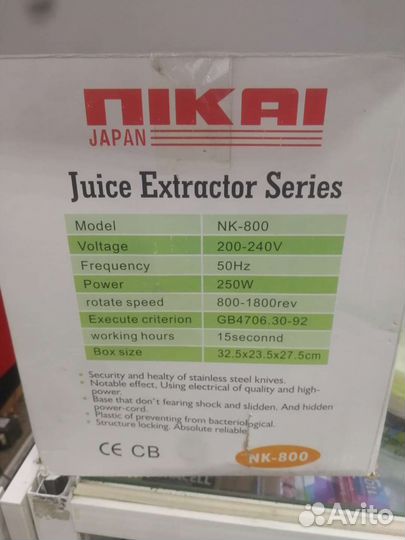 NIKAI
JAPAN
Juice Extractor Series
Model NK-800
Voltage 200-240V
Frequency 50Hz
Power 250W
rotate speed 800-1800rev
Execute criterion GB4706.30-92
working hours 15seconnd
Box size 32.5x23.5x27.5cm
Security and healty of stainless steel knives.
Notable effect, Using electrical of quality and high-
power.
Base that don't fearing shock and slidden. And hidden
power-cord.
Plastic of preventing from bacteriological.
Structure locking. Absolute reliable
CE CB
NK-800
Avito